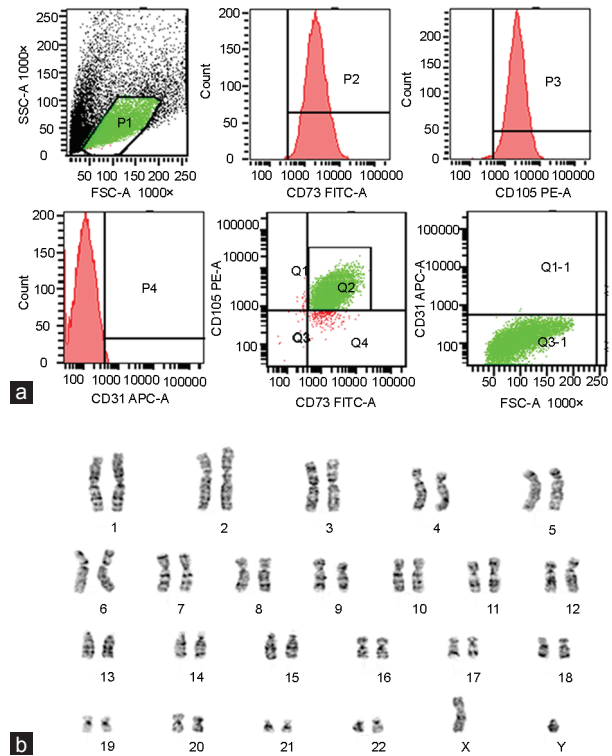 SSC-A 1000×
250
200
150
100
50
0
P1
50 100 150 200 250
FSC-A 1000×
Count
200
150
100
50
0
P2
100 1000 10000 100000
CD73 FITC-A
Count
200
150
100
50
0
P3
100 1000 10000 100000
CD105 PE-A
Count
200
150
100
50
0
P4
100 1000 10000 100000
CD31 APC-A
CD105 PE-A
100000
10000
1000
100
Q1
Q2
Q3
Q4
100 1000 10000 100000
CD73 FITC-A
CD31 APC-A
100000
10000
1000
100
Q1-1
Q3-1
50 100 150 200 250
FSC-A 1000×
a
1 2 3 4 5
6 7 8 9 10 11 12
13 14 15 16 17 18
19 20 21 22 X Y
b